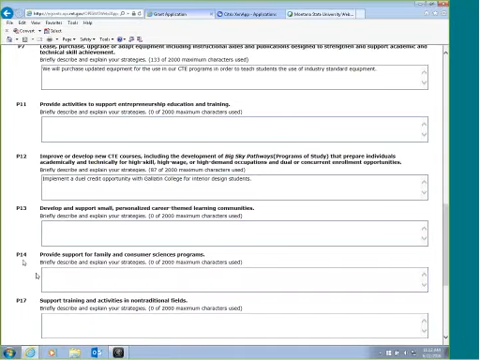 Grant Application
Citrix XenApp - Applications
Montana State University Web...
File Edit View Favorites Tools Help
Convert Select
Page Safety Tools
P7 Lease, purchase, upgrade or adapt equipment including instructional aides and publications designed to strengthen and support academic and
technical skill achievement.
Briefly describe and explain your strategies. (133 of 2000 maximum characters used)
We will purchase updated equipment for the use in our CTE programs in order to teach students the use of industry standard equipment.
P11 Provide activities to support entrepreneurship education and training.
Briefly describe and explain your strategies. (0 of 2000 maximum characters used)
P12 Improve or develop new CTE courses, including the development of Big Sky Pathways(Programs of Study) that prepare individuals
academically and technically for high-skill, high-wage, or high-demand occupations and dual or concurrent enrollment opportunities.
Briefly describe and explain your strategies. (87 of 2000 maximum characters used)
Implement a duel credit opportunity with Gallatin College for interior design students.
P13 Develop and support small, personalized career-themed learning communities.
Briefly describe and explain your strategies. (0 of 2000 maximum characters used)
P14 Provide support for family and consumer sciences programs.
Briefly describe and explain your strategies. (0 of 2000 maximum characters used)
P17 Support training and activities in nontraditional fields.
Briefly describe and explain your strategies. (0 of 2000 maximum characters used)